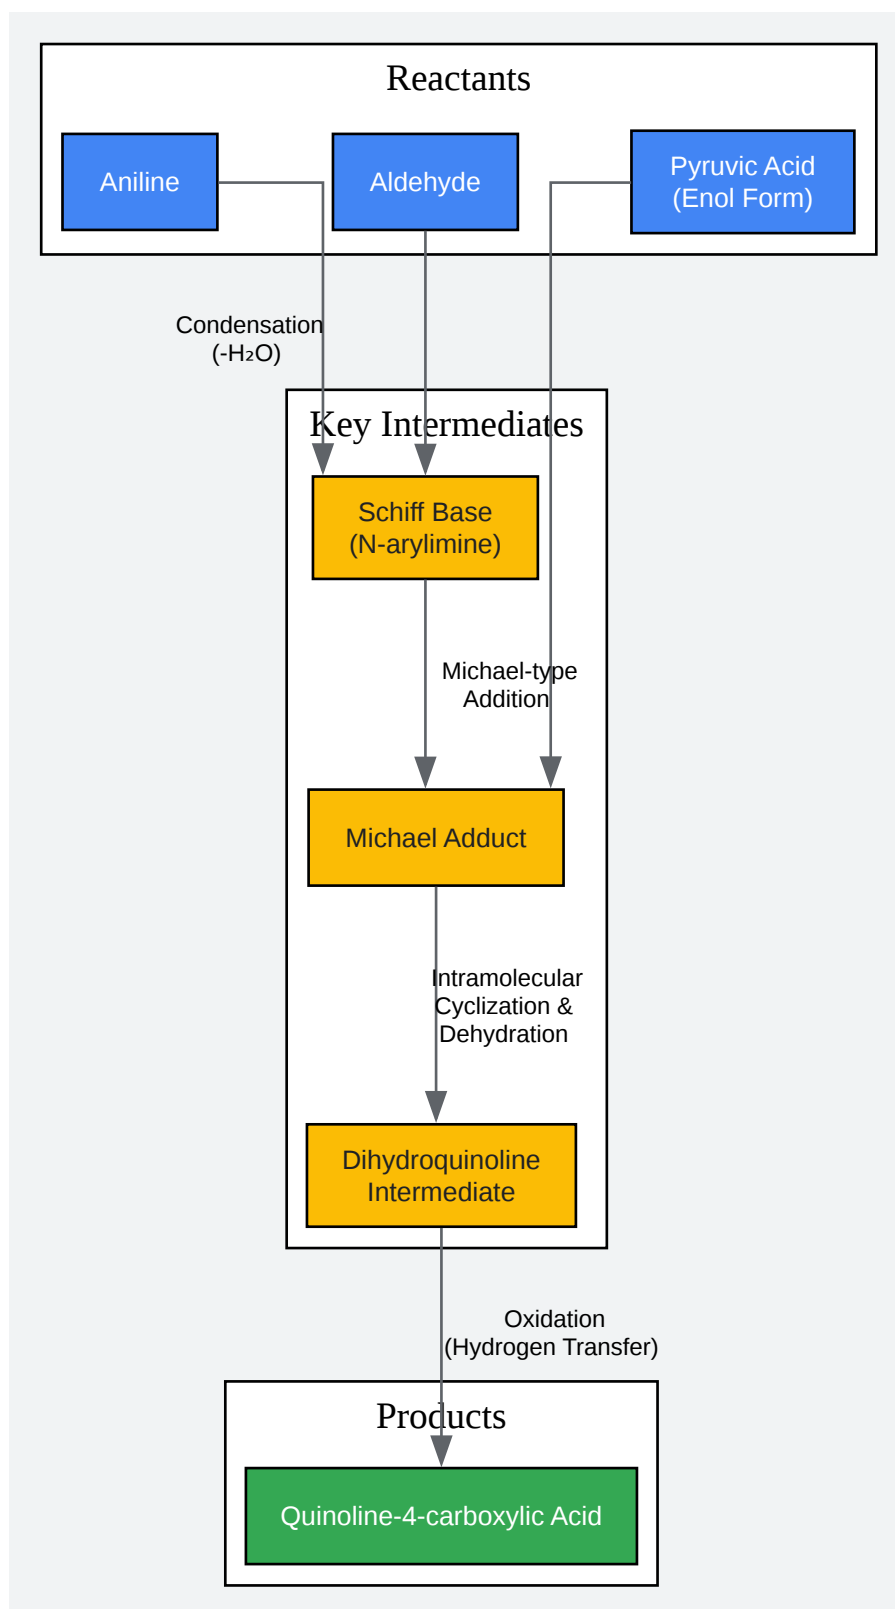 Reactants
Aniline
Aldehyde
Pyruvic Acid
(Enol Form)
Condensation
(-H₂O)
Key Intermediates
Schiff Base
(N-arylimine)
Michael-type
Addition
Michael Adduct
Intramolecular
Cyclization &
Dehydration
Dihydroquinoline
Intermediate
Oxidation
(Hydrogen Transfer)
Products
Quinoline-4-carboxylic Acid